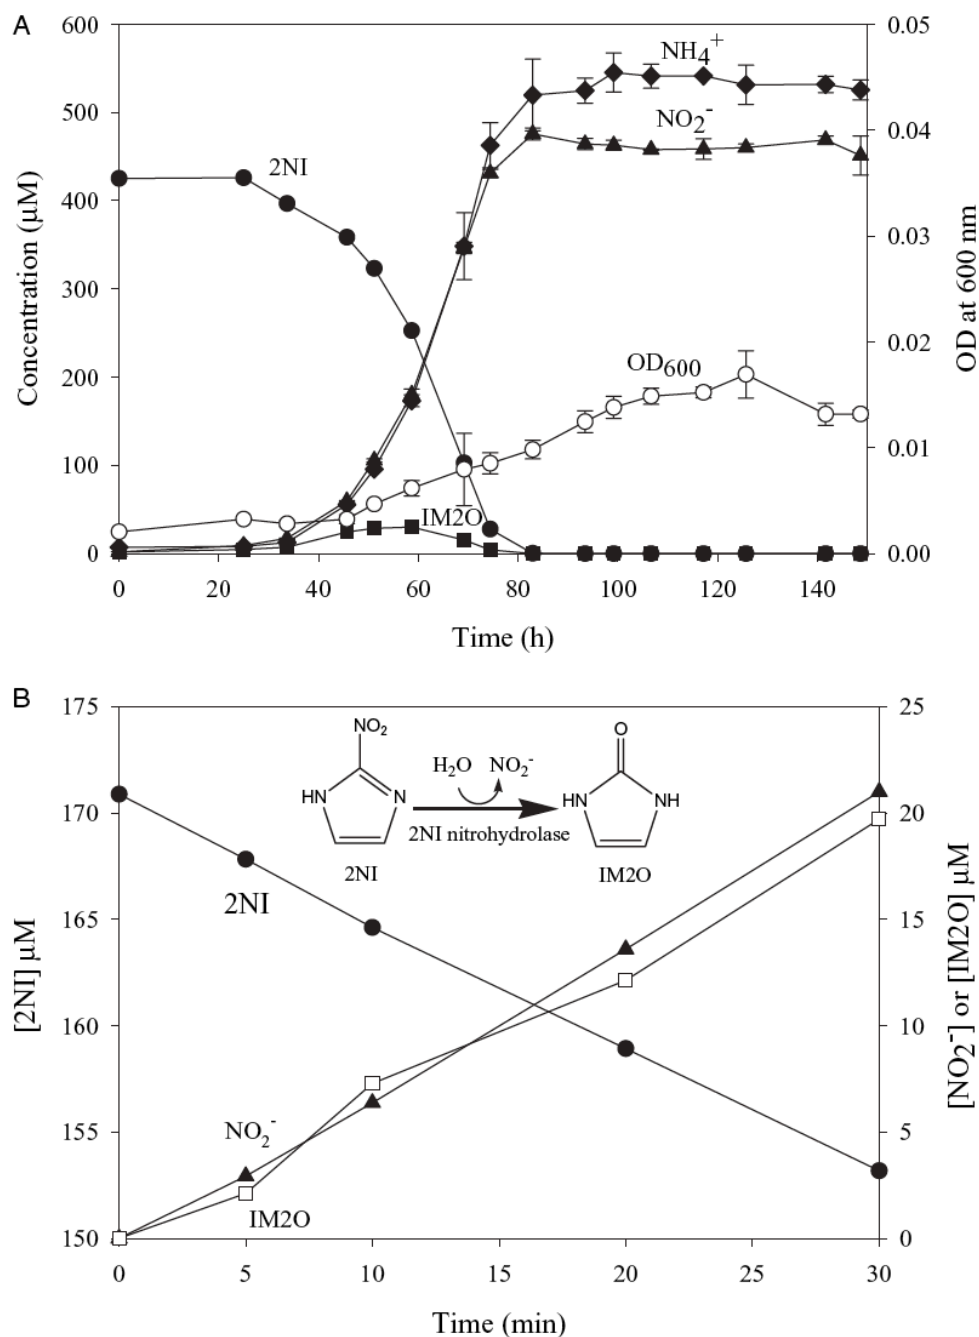 A
600
500
400
300
200
100
0
Concentration (µM)
0.05
0.04
0.03
0.02
0.01
0.00
OD at 600 nm
NH4+
NO2-
2NI
OD600
IM2O
0 20 40 60 80 100 120 140
Time (h)
B
175
170
165
160
155
150
[2NI] µM
25
20
15
10
5
0
[NO2-] or [IM2O] µM
NO2
O
H2O NO2-
HN N
HN NH
2NI nitrohydrolase
2NI
IM2O
2NI
NO2-
IM2O
0 5 10 15 20 25 30
Time (min)